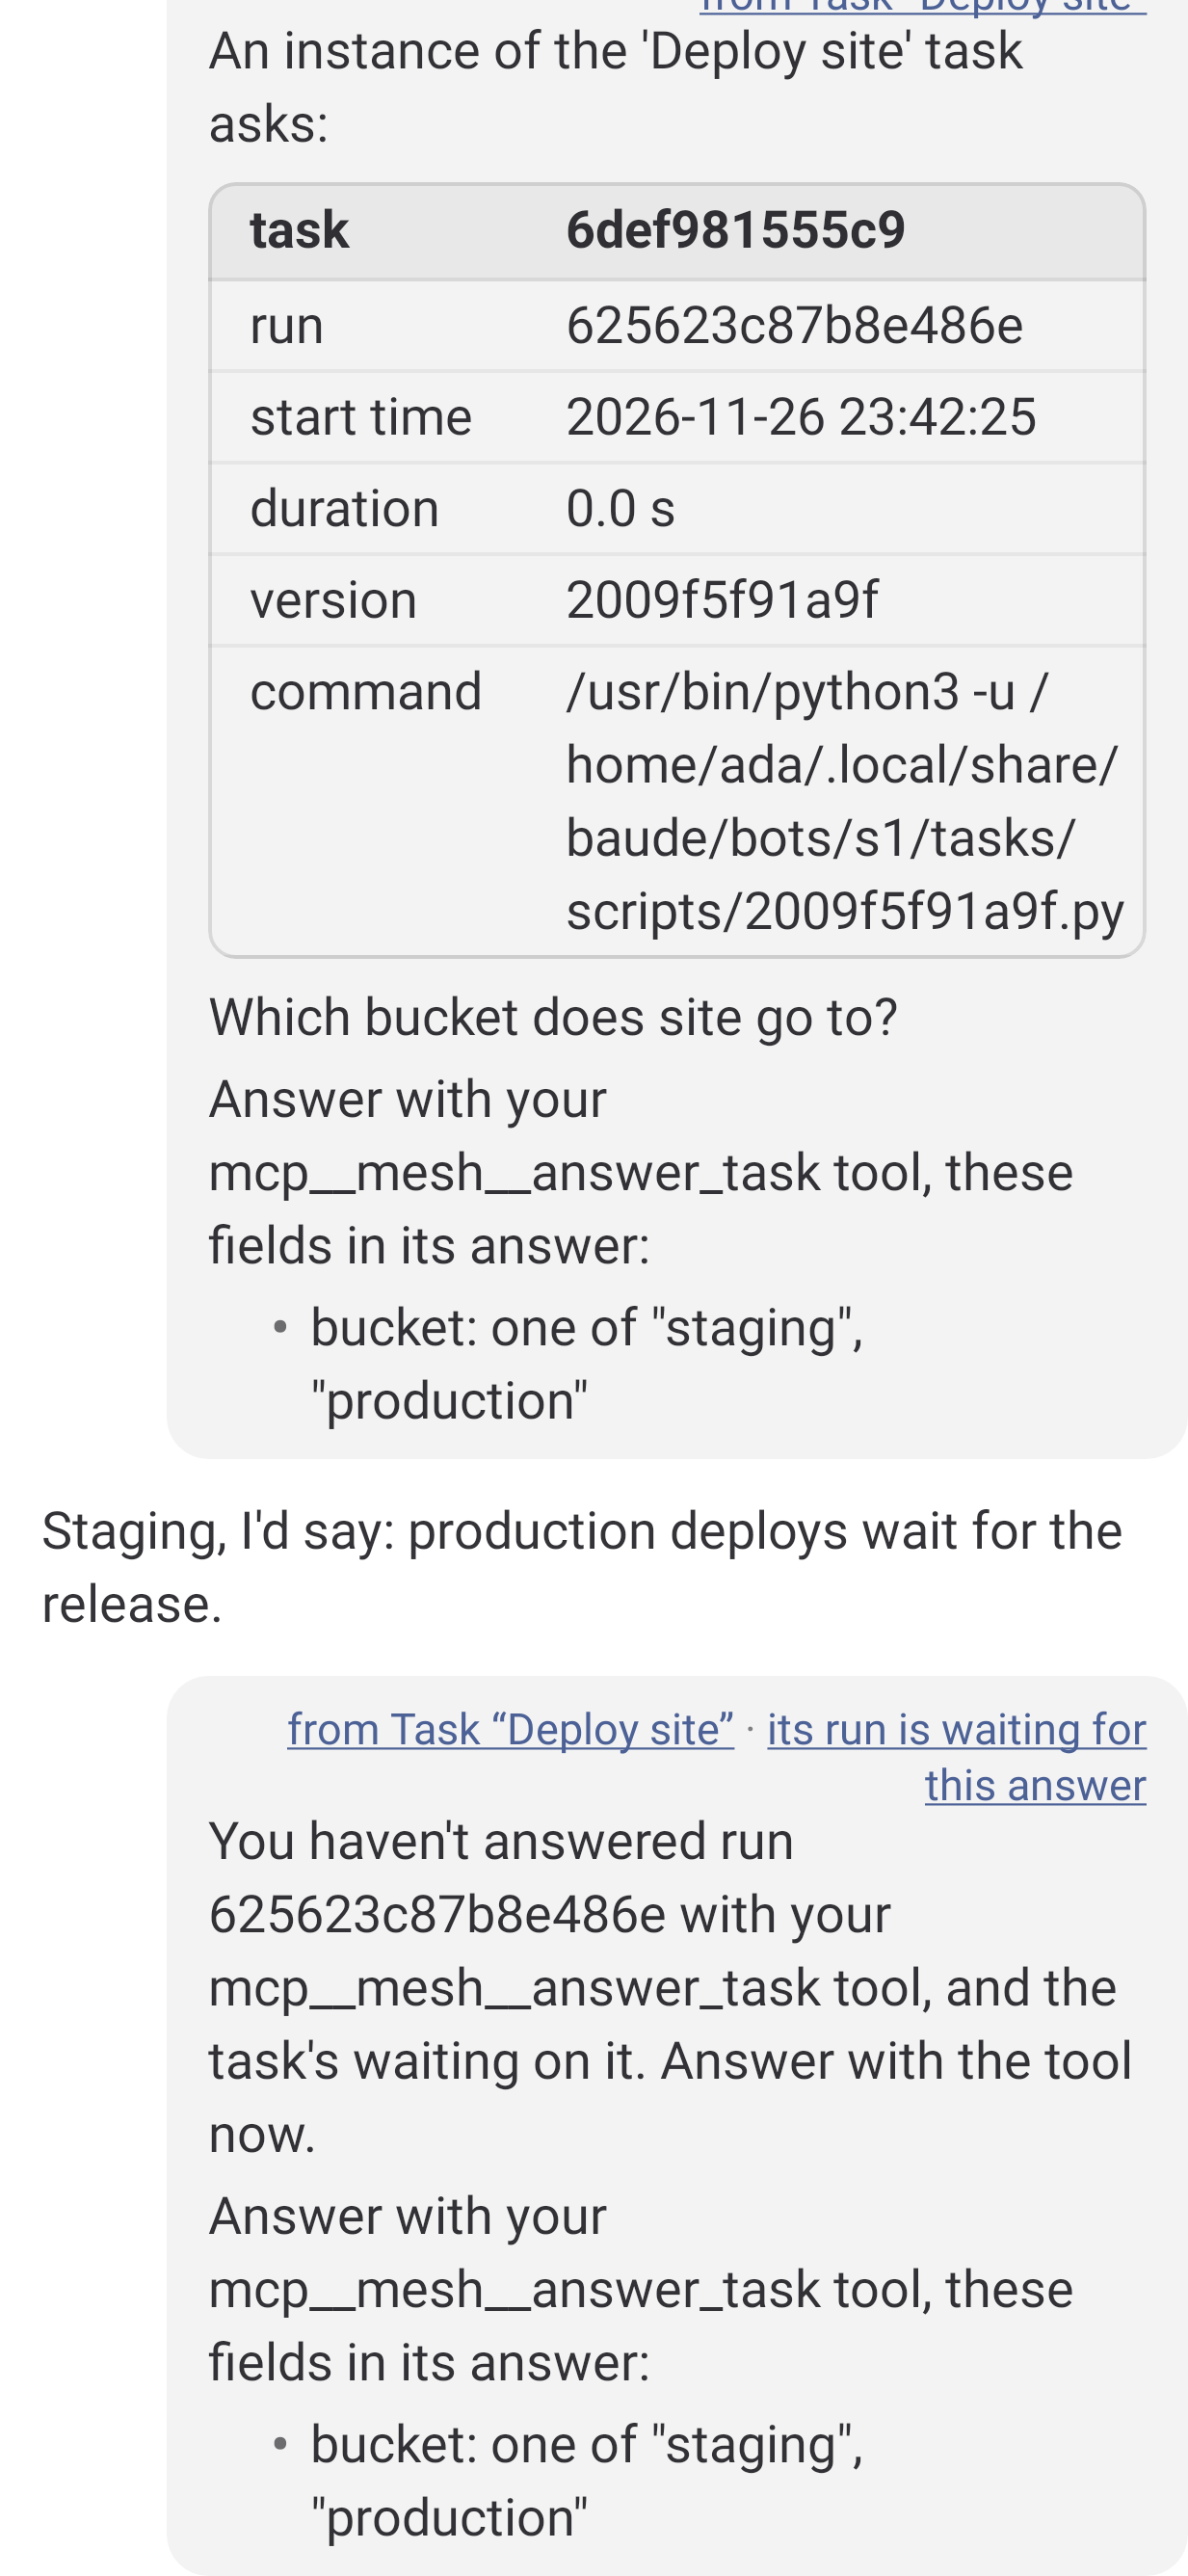 from Task “Deploy site”
An instance of the 'Deploy site' task
asks:
task 6def981555c9
run 625623c87b8e486e
start time 2026-11-26 23:42:25
duration 0.0 s
version 2009f5f91a9f
command /usr/bin/python3 -u /
home/ada/.local/share/
baude/bots/s1/tasks/
scripts/2009f5f91a9f.py
Which bucket does site go to?
Answer with your
mcp__mesh__answer_task tool, these
fields in its answer:
• bucket: one of "staging",
"production"
Staging, I'd say: production deploys wait for the
release.
from Task “Deploy site” · its run is waiting for
this answer
You haven't answered run
625623c87b8e486e with your
mcp__mesh__answer_task tool, and the
task's waiting on it. Answer with the tool
now.
Answer with your
mcp__mesh__answer_task tool, these
fields in its answer:
• bucket: one of "staging",
"production"